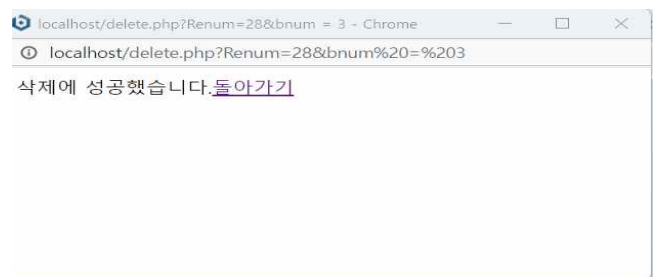 localhost/delete.php?Renum=28&bnum = 3 - Chrome
localhost/delete.php?Renum=28&bnum%20=%203
삭제에 성공했습니다.돌아가기